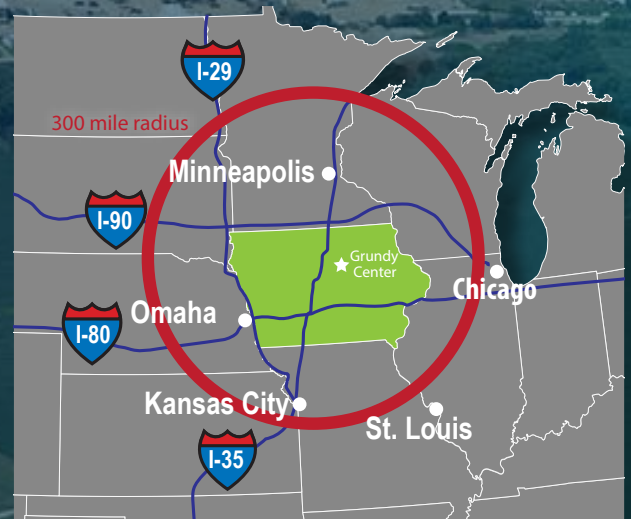 I-29
300 mile radius
Minneapolis
I-90
Grundy
Center
Chicago
Omaha
I-80
Kansas City
St. Louis
I-35